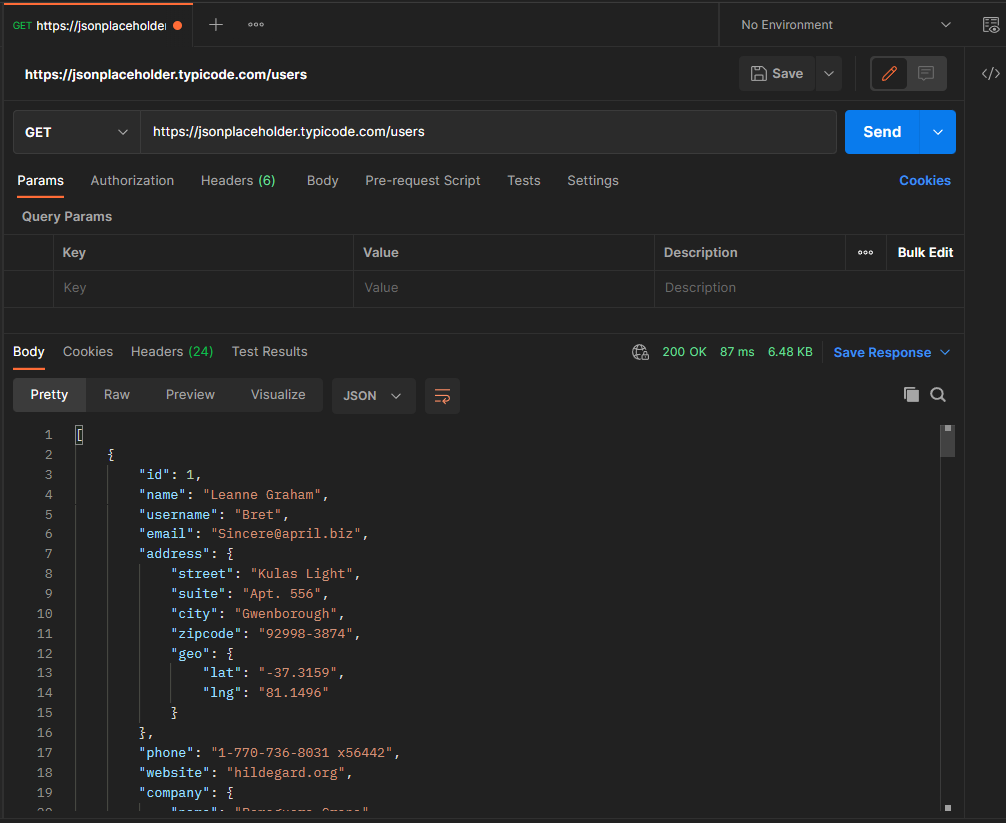 GET https://jsonplaceholder No Environment
https://jsonplaceholder.typicode.com/users Save
GET https://jsonplaceholder.typicode.com/users Send
Params Authorization Headers (6) Body Pre-request Script Tests Settings Cookies
Query Params
Key Value Description Bulk Edit
Key Value Description
Body Cookies Headers (24) Test Results 200 OK 87 ms 6.48 KB Save Response
Pretty Raw Preview Visualize JSON
1 [
2 {
3 "id": 1,
4 "name": "Leanne Graham",
5 "username": "Bret",
6 "email": "Sincere@april.biz",
7 "address": {
8 "street": "Kulas Light",
9 "suite": "Apt. 556",
10 "city": "Gwenborough",
11 "zipcode": "92998-3874",
12 "geo": {
13 "lat": "-37.3159",
14 "lng": "81.1496"
15 }
16 },
17 "phone": "1-770-736-8031 x56442",
18 "website": "hildegard.org",
19 "company": {